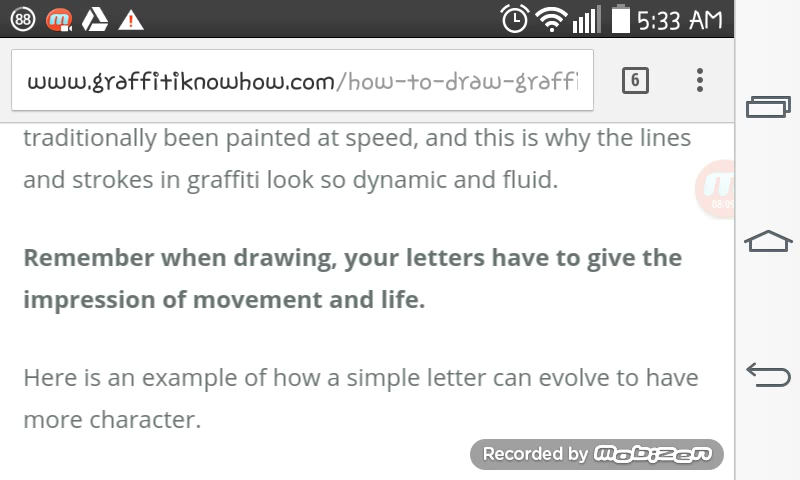 88 5:33 AM
www.graffitiknowhow.com/how-to-draw-graffi
6
traditionally been painted at speed, and this is why the lines
and strokes in graffiti look so dynamic and fluid.
08:09
Remember when drawing, your letters have to give the
impression of movement and life.
Here is an example of how a simple letter can evolve to have
more character.
Recorded by Mobizen